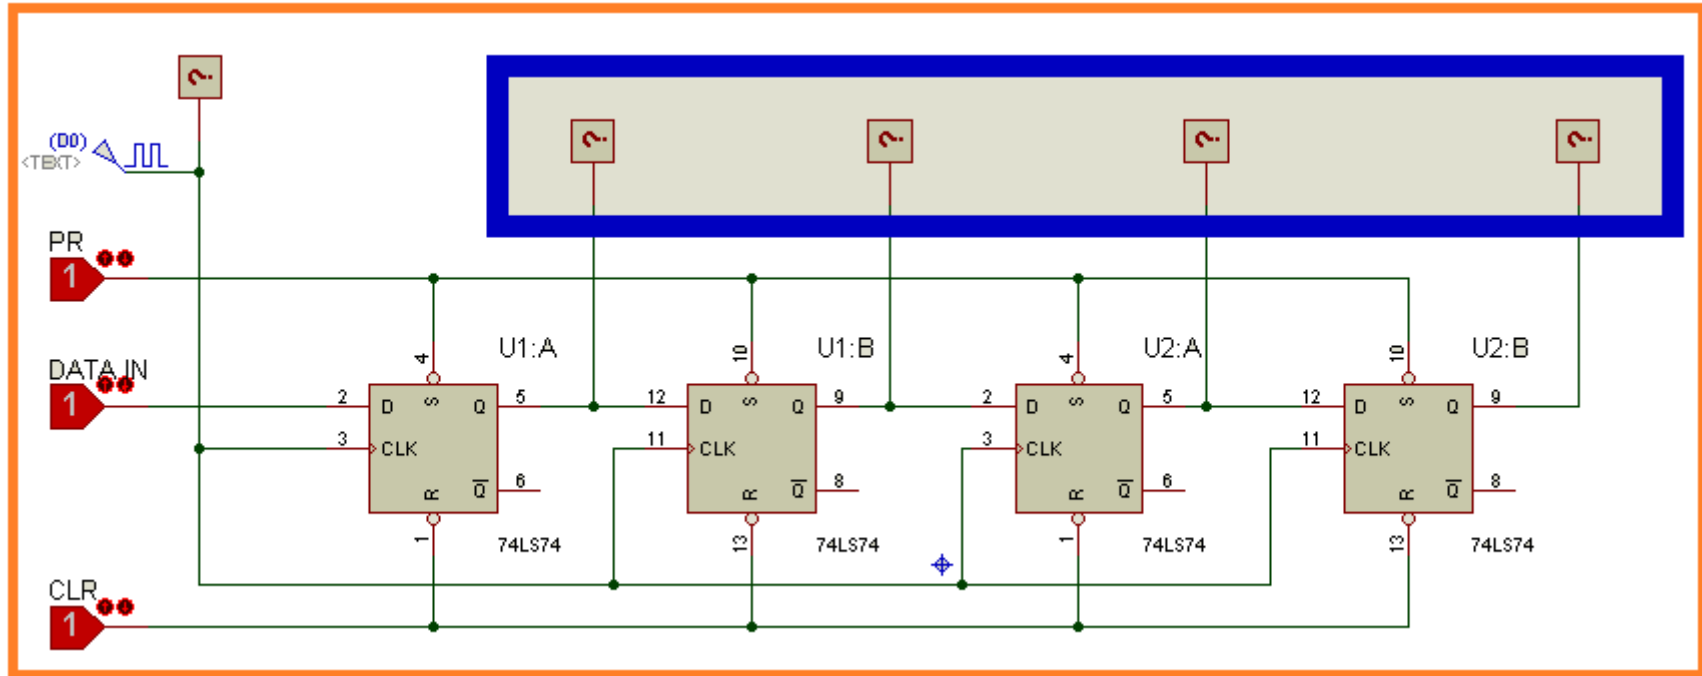 ?
? ? ? ?
(D0)
<TEXT>
PR
1
4 U1:A 10 U1:B 4 U2:A 10 U2:B
DATA IN
1 2 D S Q 5 12 D S Q 9 2 D S Q 5 12 D S Q 9
3 CLK 11 CLK 3 CLK 11 CLK
R Q 6 R Q 8 R Q 6 R Q 8
1 74LS74 13 74LS74 1 74LS74 13 74LS74
CLR
1